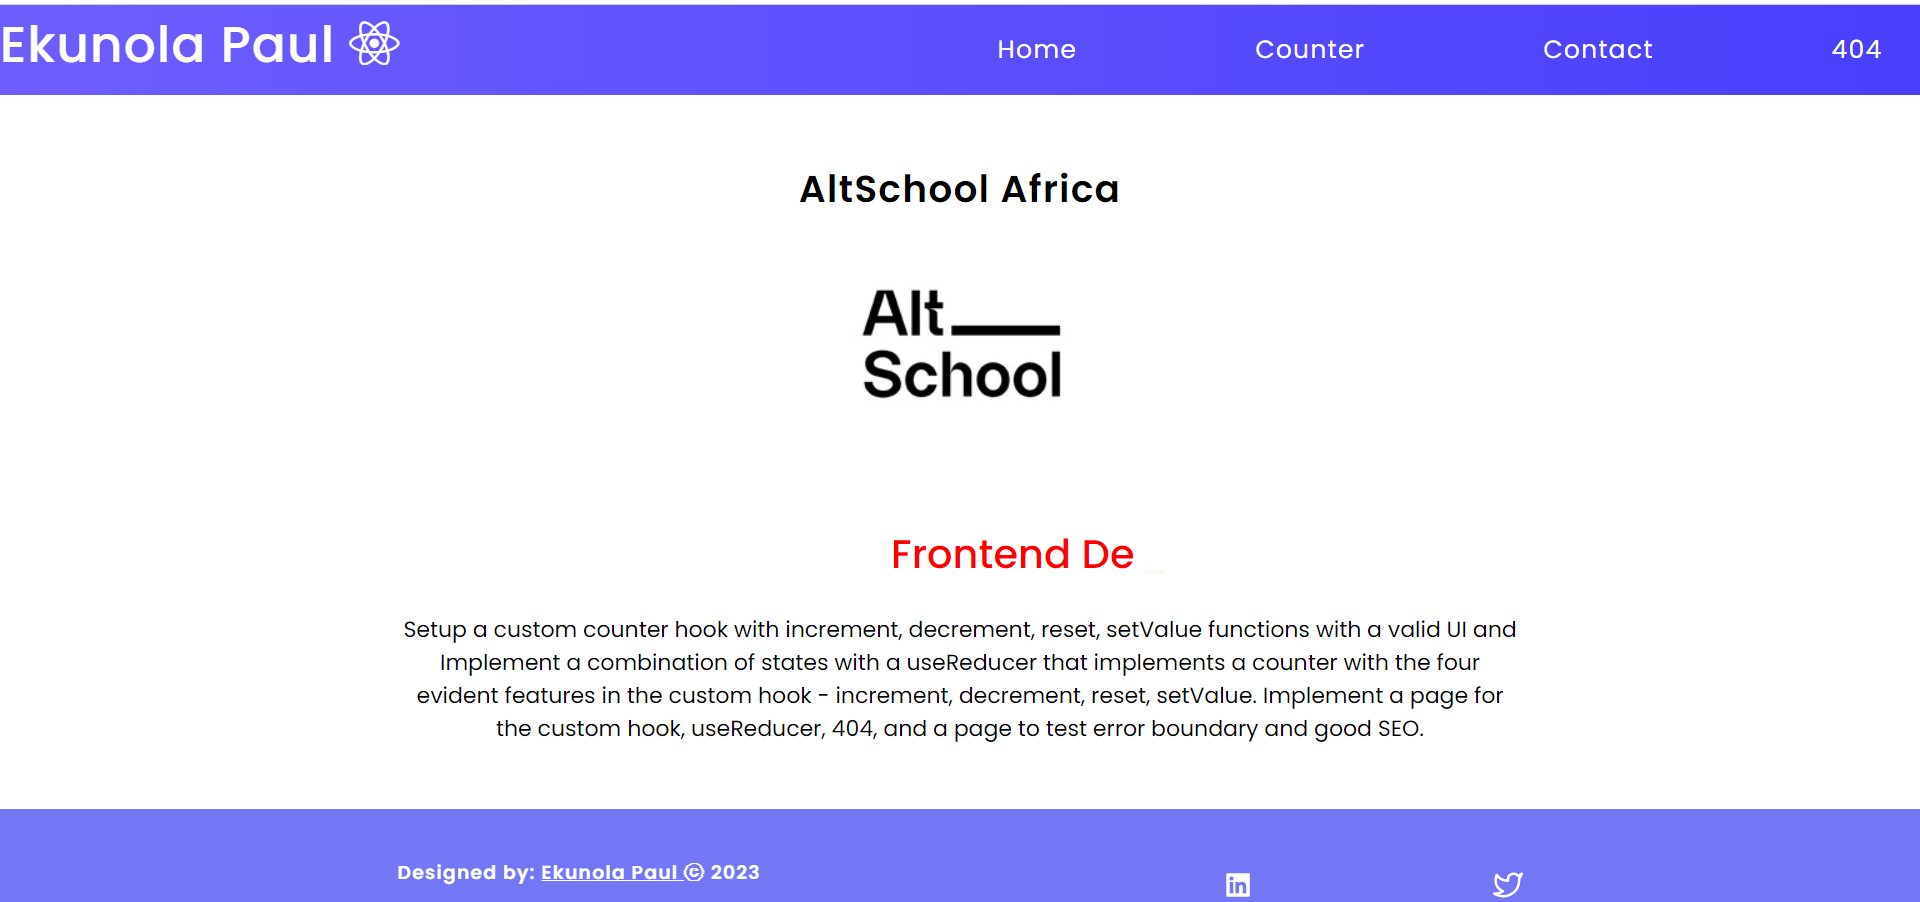 Ekunola Paul
Home
Counter
Contact
404
AltSchool Africa
Alt
School
Frontend De _
Setup a custom counter hook with increment, decrement, reset, setValue functions with a valid UI and
Implement a combination of states with a useReducer that implements a counter with the four
evident features in the custom hook - increment, decrement, reset, setValue. Implement a page for
the custom hook, useReducer, 404, and a page to test error boundary and good SEO.
Designed by: Ekunola Paul © 2023
in